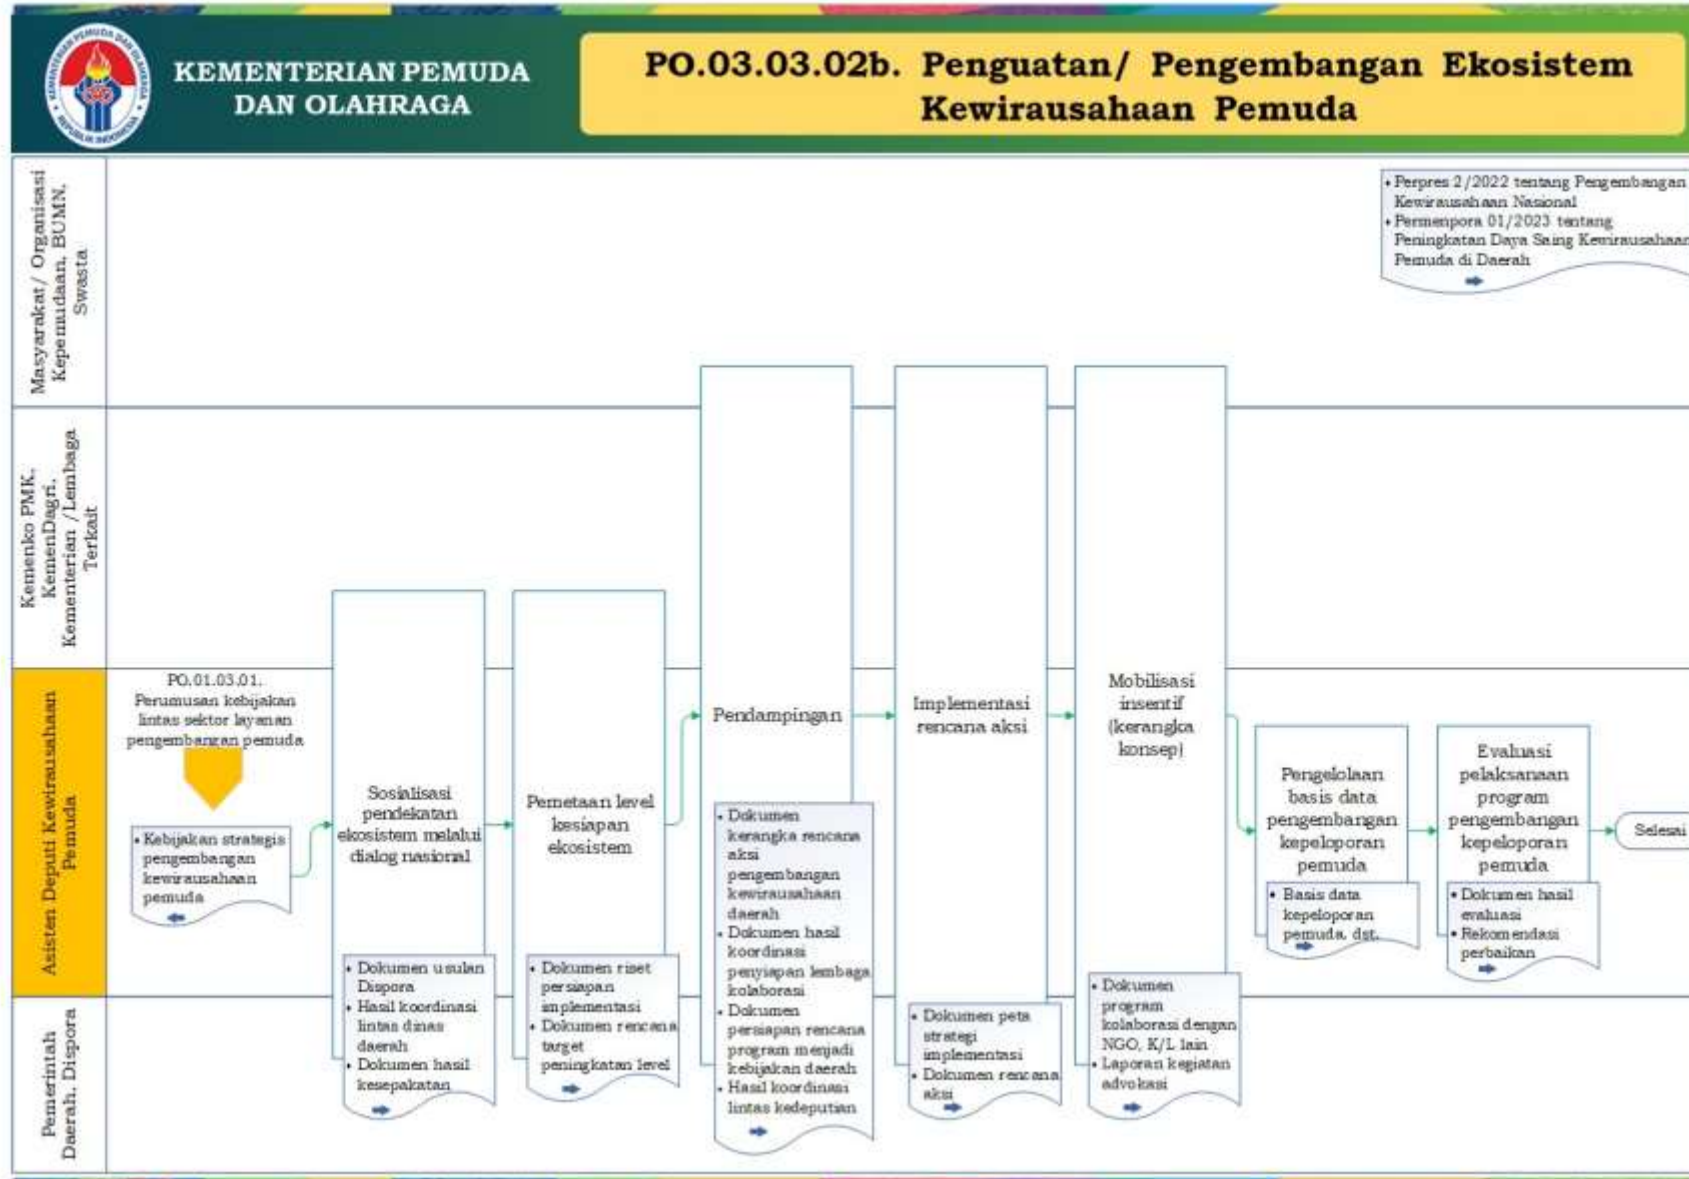 KEMENTERIAN PEMUDA DAN OLAHRAGA
REPUBLIK INDONESIA
KEMENTERIAN PEMUDA
DAN OLAHRAGA
PO.03.03.02b. Penguatan/ Pengembangan Ekosistem
Kewirausahaan Pemuda
Masyarakat/ Organisasi
Kepemudaan, BUMN,
Swasta
• Perpres 2/2022 tentang Pengembangan
Kewirausahaan Nasional
• Permenpora 01/2023 tentang
Peningkatan Daya Saing Kewirausahaan
Pemuda di Daerah
Kemenko PMK,
KemenDagri,
Kementerian /Lembaga
Terkait
Asisten Deputi Kewirausahaan
Pemuda
PO.01.03.01.
Perumusan kebijakan
lintas sektor layanan
pengembangan pemuda
• Kebijakan strategis
pengembangan
kewirausahaan
pemuda
Sosialisasi
pendekatan
ekosistem melalui
dialog nasional
• Dokumen usulan
Dispora
• Hasil koordinasi
lintas dinas
daerah
• Dokumen hasil
kesepakatan
Pemetaan level
kesiapan
ekosistem
• Dokumen riset
persiapan
implementasi
• Dokumen rencana
target
peningkatan level
Pendampingan
• Dokumen
kerangka rencana
aksi
pengembangan
kewirausahaan
daerah
• Dokumen hasil
koordinasi
penyiapan lembaga
kolaborasi
• Dokumen
persiapan rencana
program menjadi
kebijakan daerah
• Hasil koordinasi
lintas kedeputian
Implementasi
rencana aksi
• Dokumen peta
strategi
implementasi
• Dokumen rencana
aksi
Mobilisasi
insentif
(kerangka
konsep)
• Dokumen
program
kolaborasi dengan
NGO, K/L lain
• Laporan kegiatan
advokasi
Pengelolaan
basis data
pengembangan
kepeloporan
pemuda
• Basis data
kepeloporan
pemuda, dst.
Evaluasi
pelaksanaan
program
pengembangan
kepeloporan
pemuda
• Dokumen hasil
evaluasi
• Rekomendasi
perbaikan
Selesai
Pemerintah
Daerah, Dispora